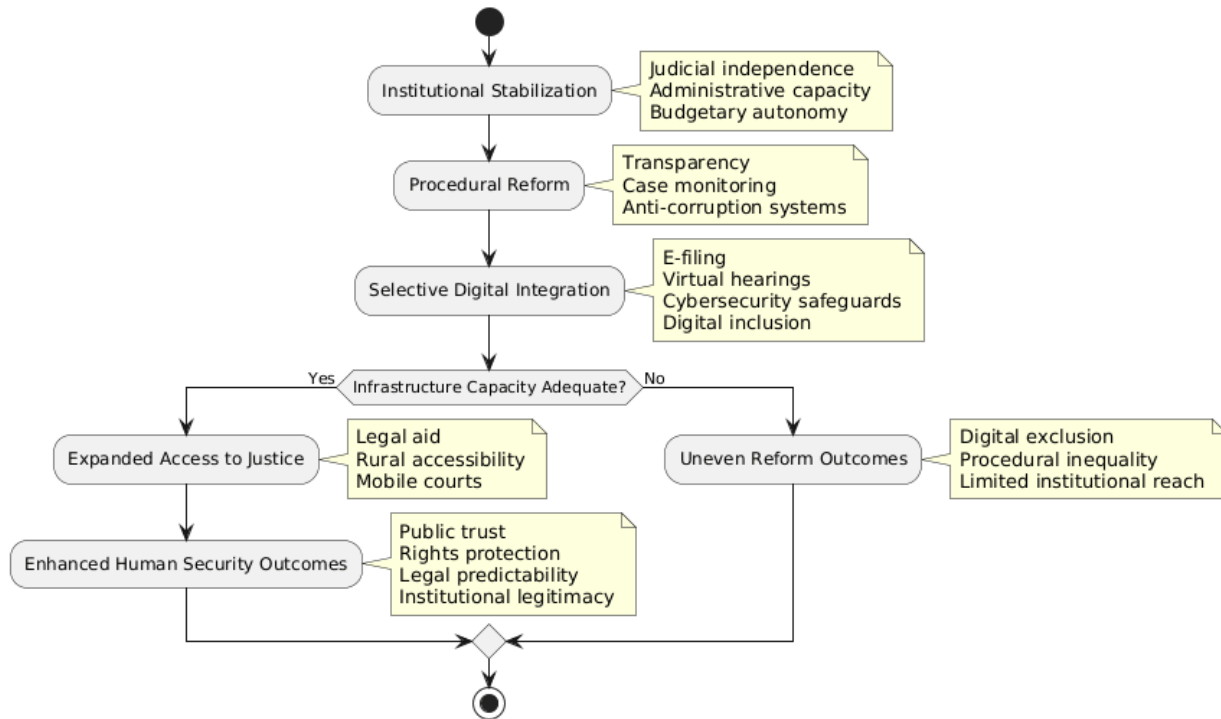 Institutional Stabilization
Judicial independence
Administrative capacity
Budgetary autonomy
Procedural Reform
Transparency
Case monitoring
Anti-corruption systems
Selective Digital Integration
E-filing
Virtual hearings
Cybersecurity safeguards
Digital inclusion
Yes
Infrastructure Capacity Adequate?
No
Expanded Access to Justice
Legal aid
Rural accessibility
Mobile courts
Uneven Reform Outcomes
Digital exclusion
Procedural inequality
Limited institutional reach
Enhanced Human Security Outcomes
Public trust
Rights protection
Legal predictability
Institutional legitimacy